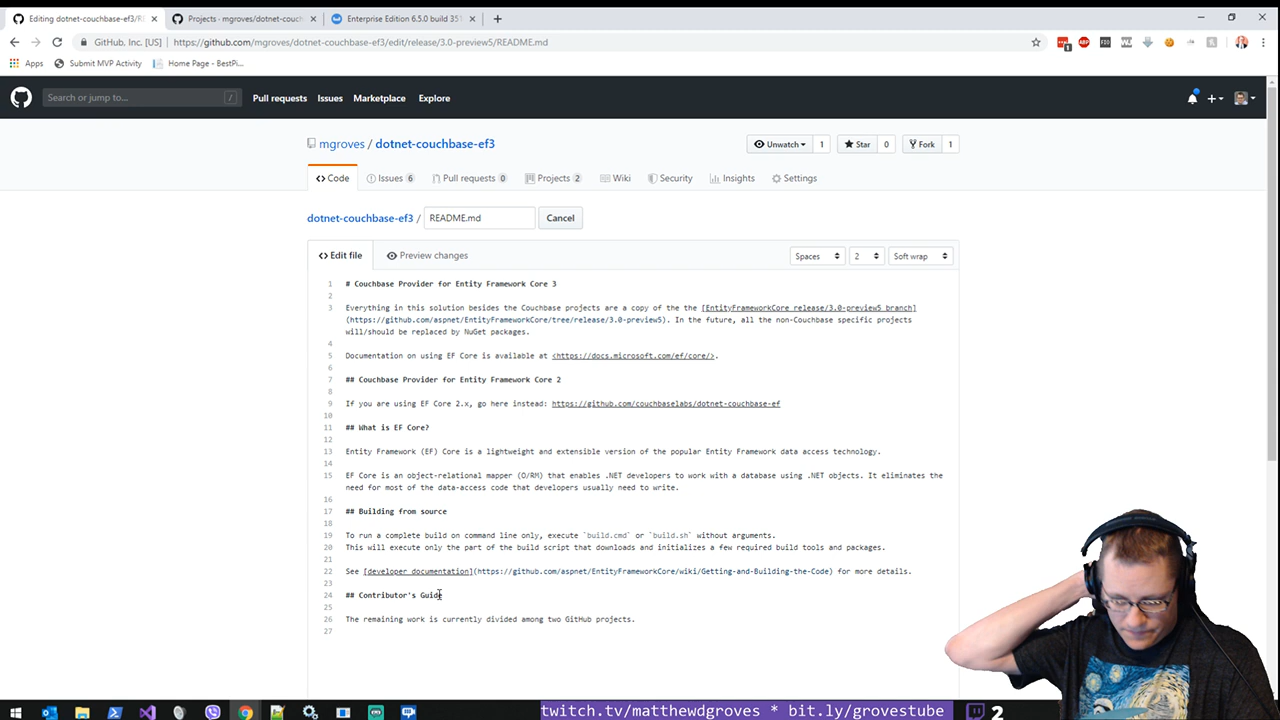 Editing dotnet-couchbase-ef3/R
Projects · mgroves/dotnet-couchb
Enterprise Edition 6.5.0 build 351
GitHub, Inc. [US] https://github.com/mgroves/dotnet-couchbase-ef3/edit/release/3.0-preview5/README.md
Apps Submit MVP Activity Home Page - BestPi...
Search or jump to... / Pull requests Issues Marketplace Explore
mgroves / dotnet-couchbase-ef3 Unwatch 1 Star 0 Fork 1
<> Code Issues 6 Pull requests 0 Projects 2 Wiki Security Insights Settings
dotnet-couchbase-ef3 / README.md Cancel
<> Edit file Preview changes Spaces 2 Soft wrap
1 # Couchbase Provider for Entity Framework Core 3
2
3 Everything in this solution besides the Couchbase projects are a copy of the the [EntityFrameworkCore release/3.0-preview5 branch]
(https://github.com/aspnet/EntityFrameworkCore/tree/release/3.0-preview5). In the future, all the non-Couchbase specific projects
will/should be replaced by NuGet packages.
4
5 Documentation on using EF Core is available at <https://docs.microsoft.com/ef/core/>.
6
7 ## Couchbase Provider for Entity Framework Core 2
8
9 If you are using EF Core 2.x, go here instead: https://github.com/couchbaselabs/dotnet-couchbase-ef
10
11 ## What is EF Core?
12
13 Entity Framework (EF) Core is a lightweight and extensible version of the popular Entity Framework data access technology.
14
15 EF Core is an object-relational mapper (O/RM) that enables .NET developers to work with a database using .NET objects. It eliminates the
need for most of the data-access code that developers usually need to write.
16
17 ## Building from source
18
19 To run a complete build on command line only, execute `build.cmd` or `build.sh` without arguments.
20 This will execute only the part of the build script that downloads and initializes a few required build tools and packages.
21
22 See [developer documentation](https://github.com/aspnet/EntityFrameworkCore/wiki/Getting-and-Building-the-Code) for more details.
23
24 ## Contributor's Guide
25
26 The remaining work is currently divided among two GitHub projects.
27
twitch.tv/matthewdgroves * bit.ly/grovestube 2